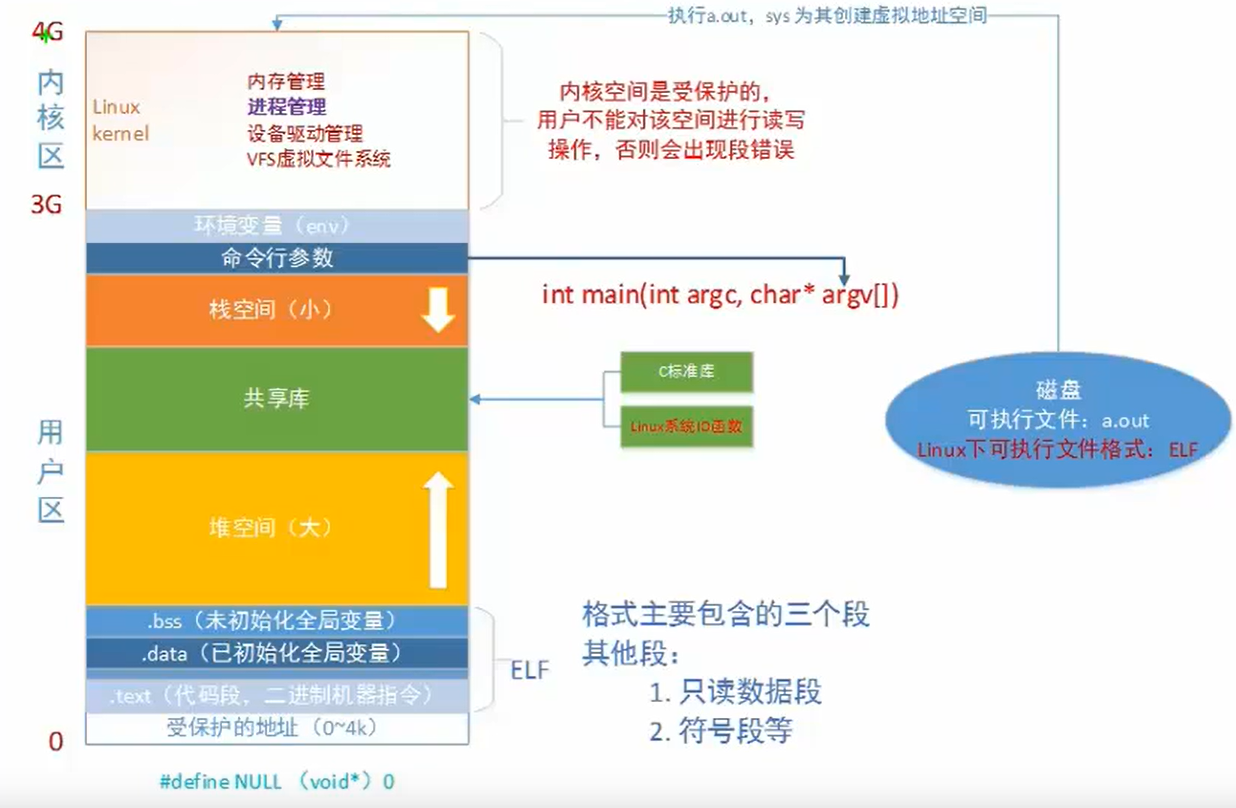 执行a.out，sys 为其创建虚拟地址空间
4G
内核区
Linux
kernel
内存管理
进程管理
设备驱动管理
VFS虚拟文件系统
内核空间是受保护的，
用户不能对该空间进行读写
操作，否则会出现段错误
3G
环境变量（env）
命令行参数
int main(int argc, char* argv[])
栈空间（小）
共享库
C标准库
Linux系统IO函数
磁盘
可执行文件：a.out
Linux下可执行文件格式：ELF
用户区
堆空间（大）
.bss（未初始化全局变量）
.data（已初始化全局变量）
.text（代码段，二进制机器指令）
受保护的地址（0~4k）
ELF
格式主要包含的三个段
其他段：
1. 只读数据段
2. 符号段等
0
#define NULL （void*）0